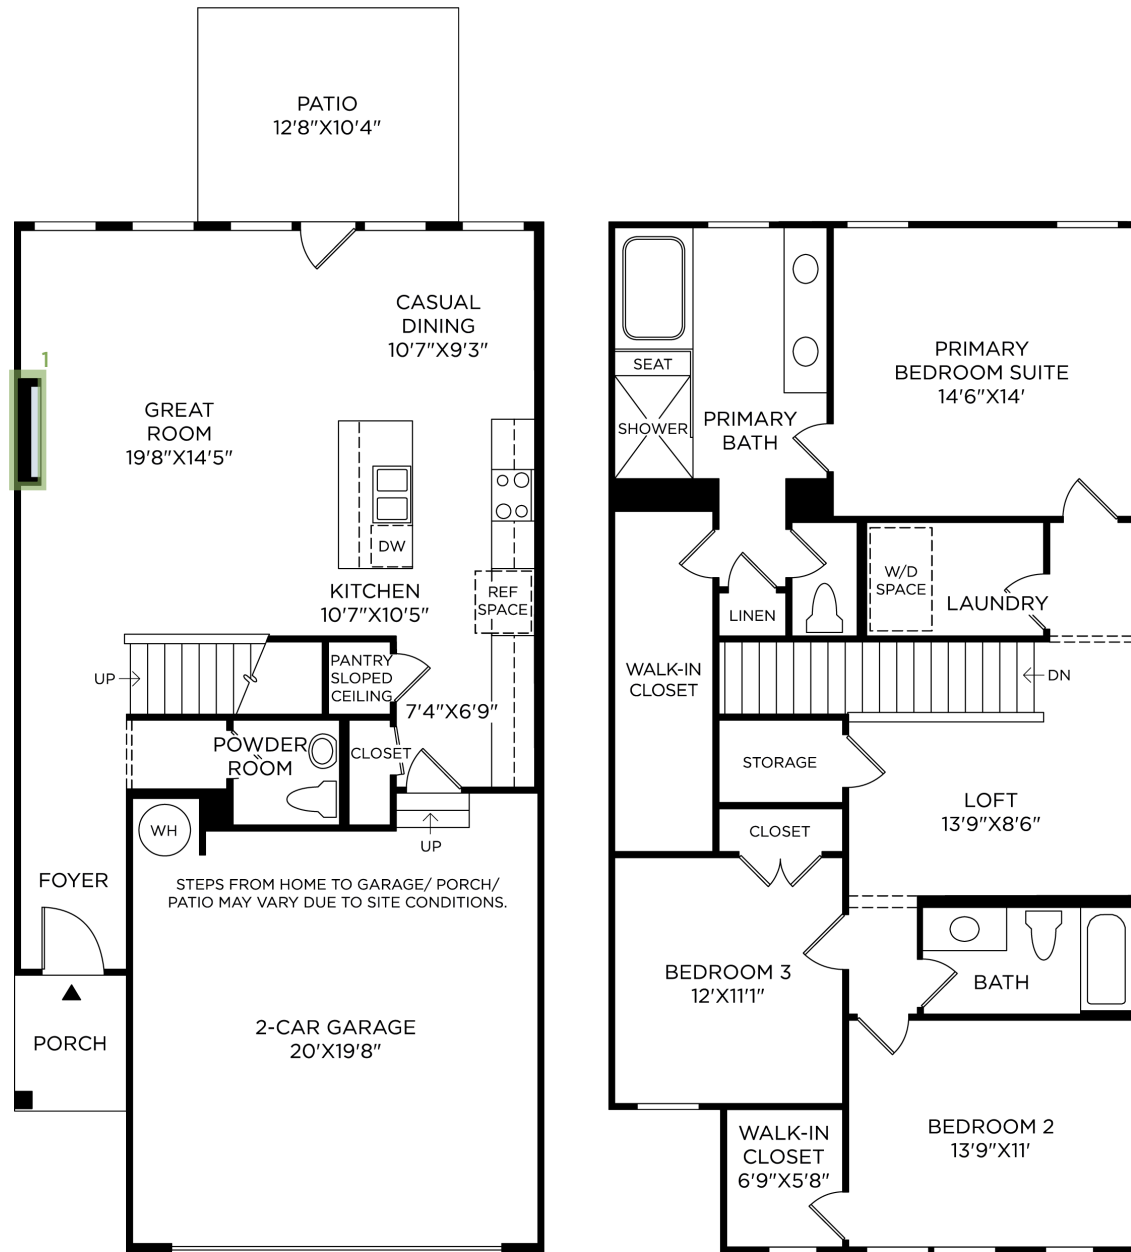 PATIO
12'8"X10'4"
CASUAL
DINING
10'7"X9'3"
1
GREAT
ROOM
19'8"X14'5"
DW
KITCHEN
10'7"X10'5"
REF
SPACE
UP
PANTRY
SLOPED
CEILING
7'4"X6'9"
POWDER
ROOM
CLOSET
WH
UP
FOYER
STEPS FROM HOME TO GARAGE/ PORCH/
PATIO MAY VARY DUE TO SITE CONDITIONS.
PORCH
2-CAR GARAGE
20'X19'8"
SEAT
SHOWER
PRIMARY
BATH
PRIMARY
BEDROOM SUITE
14'6"X14'
LINEN
W/D
SPACE
LAUNDRY
WALK-IN
CLOSET
DN
STORAGE
CLOSET
LOFT
13'9"X8'6"
BEDROOM 3
12'X11'1"
BATH
WALK-IN
CLOSET
6'9"X5'8"
BEDROOM 2
13'9"X11'